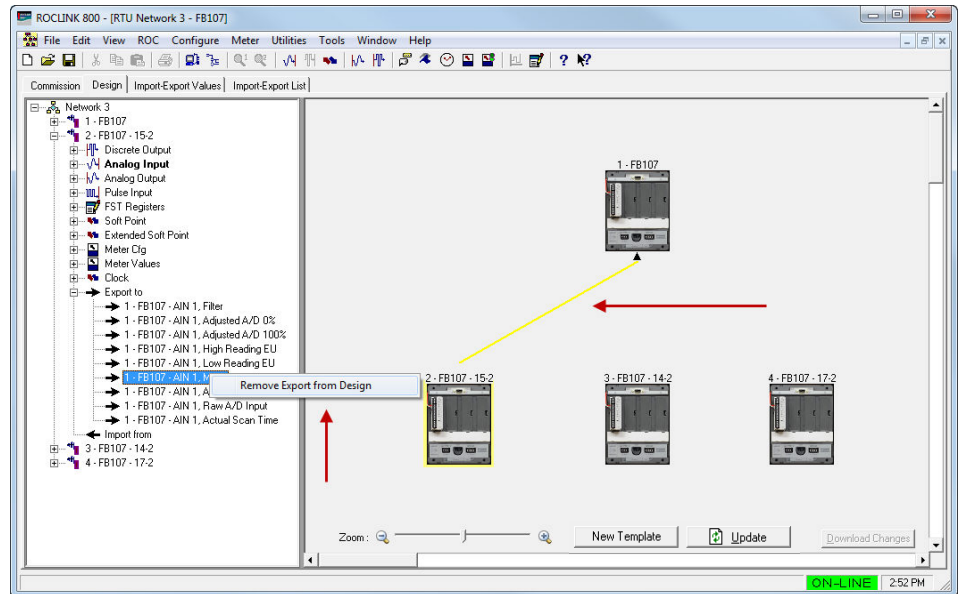 ROCLINK 800 - [RTU Network 3 - FB107]
File Edit View ROC Configure Meter Utilities Tools Window Help
Commission Design Import-Export Values Import-Export List
Network 3
1 - FB107
2 - FB107 - 15-2
Discrete Output
Analog Input
Analog Output
Pulse Input
FST Registers
Soft Point
Extended Soft Point
Meter Cfg
Meter Values
Clock
Export to
1 - FB107 - AIN 1, Filter
1 - FB107 - AIN 1, Adjusted A/D 0%
1 - FB107 - AIN 1, Adjusted A/D 100%
1 - FB107 - AIN 1, High Reading EU
1 - FB107 - AIN 1, Low Reading EU
1 - FB107 - AIN 1, M
Remove Export from Design
1 - FB107 - AIN 1, A
1 - FB107 - AIN 1, Raw A/D Input
1 - FB107 - AIN 1, Actual Scan Time
Import from
3 - FB107 - 14-2
4 - FB107 - 17-2
1 - FB107
2 - FB107 - 15-2
3 - FB107 - 14-2
4 - FB107 - 17-2
Zoom:
New Template
Update
Download Changes
ON-LINE 2:52 PM